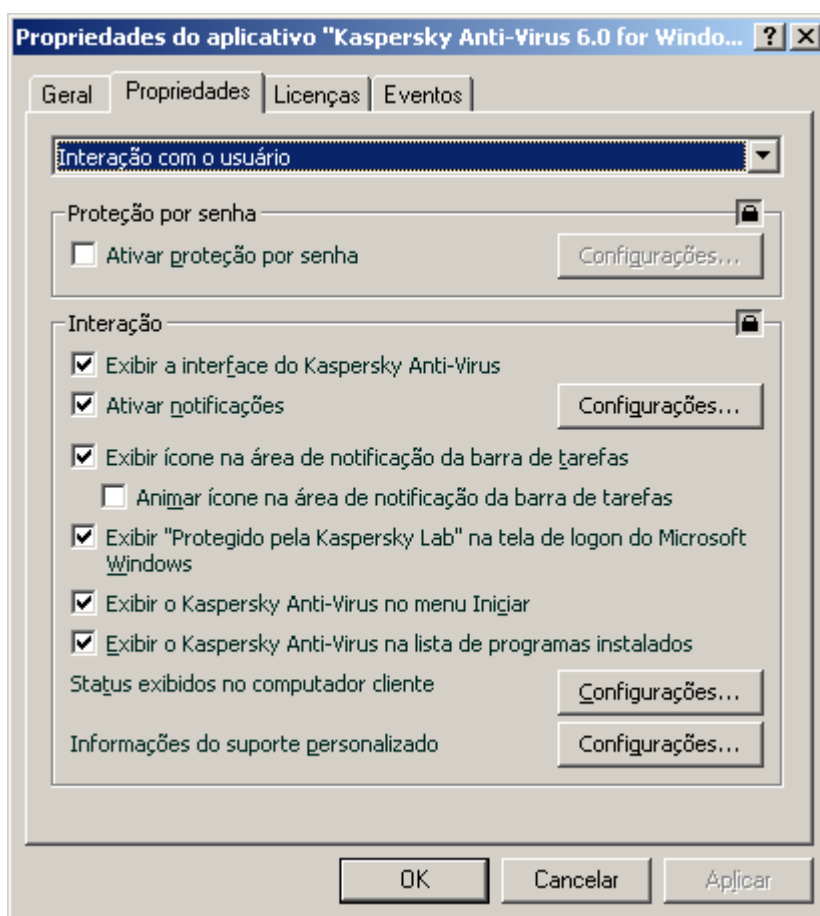 Propriedades do aplicativo "Kaspersky Anti-Virus 6.0 for Windo...
Geral Propriedades Licenças Eventos
Interação com o usuário
Proteção por senha
Ativar proteção por senha Configurações...
Interação
Exibir a interface do Kaspersky Anti-Virus
Ativar notificações Configurações...
Exibir ícone na área de notificação da barra de tarefas
Animar ícone na área de notificação da barra de tarefas
Exibir "Protegido pela Kaspersky Lab" na tela de logon do Microsoft
Windows
Exibir o Kaspersky Anti-Virus no menu Iniciar
Exibir o Kaspersky Anti-Virus na lista de programas instalados
Status exibidos no computador cliente Configurações...
Informações do suporte personalizado Configurações...
OK Cancelar Aplicar